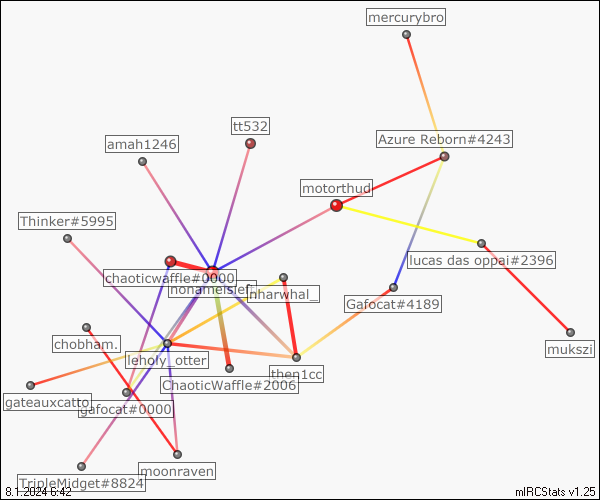 mercurybro
tt532
Azure Reborn#4243
amah1246
motorthud
Thinker#5995
lucas das oppai#2396
chaoticwaffle#0000
nharwhal_
Gafocat#4189
chobham.
mukszi
leholy_otter
then1cc
ChaoticWaffle#2006
gateauxcatto
gafocat#0000
moonraven
TripleMidget#8824
8.1.2024 6:42
mIRCStats v1.25